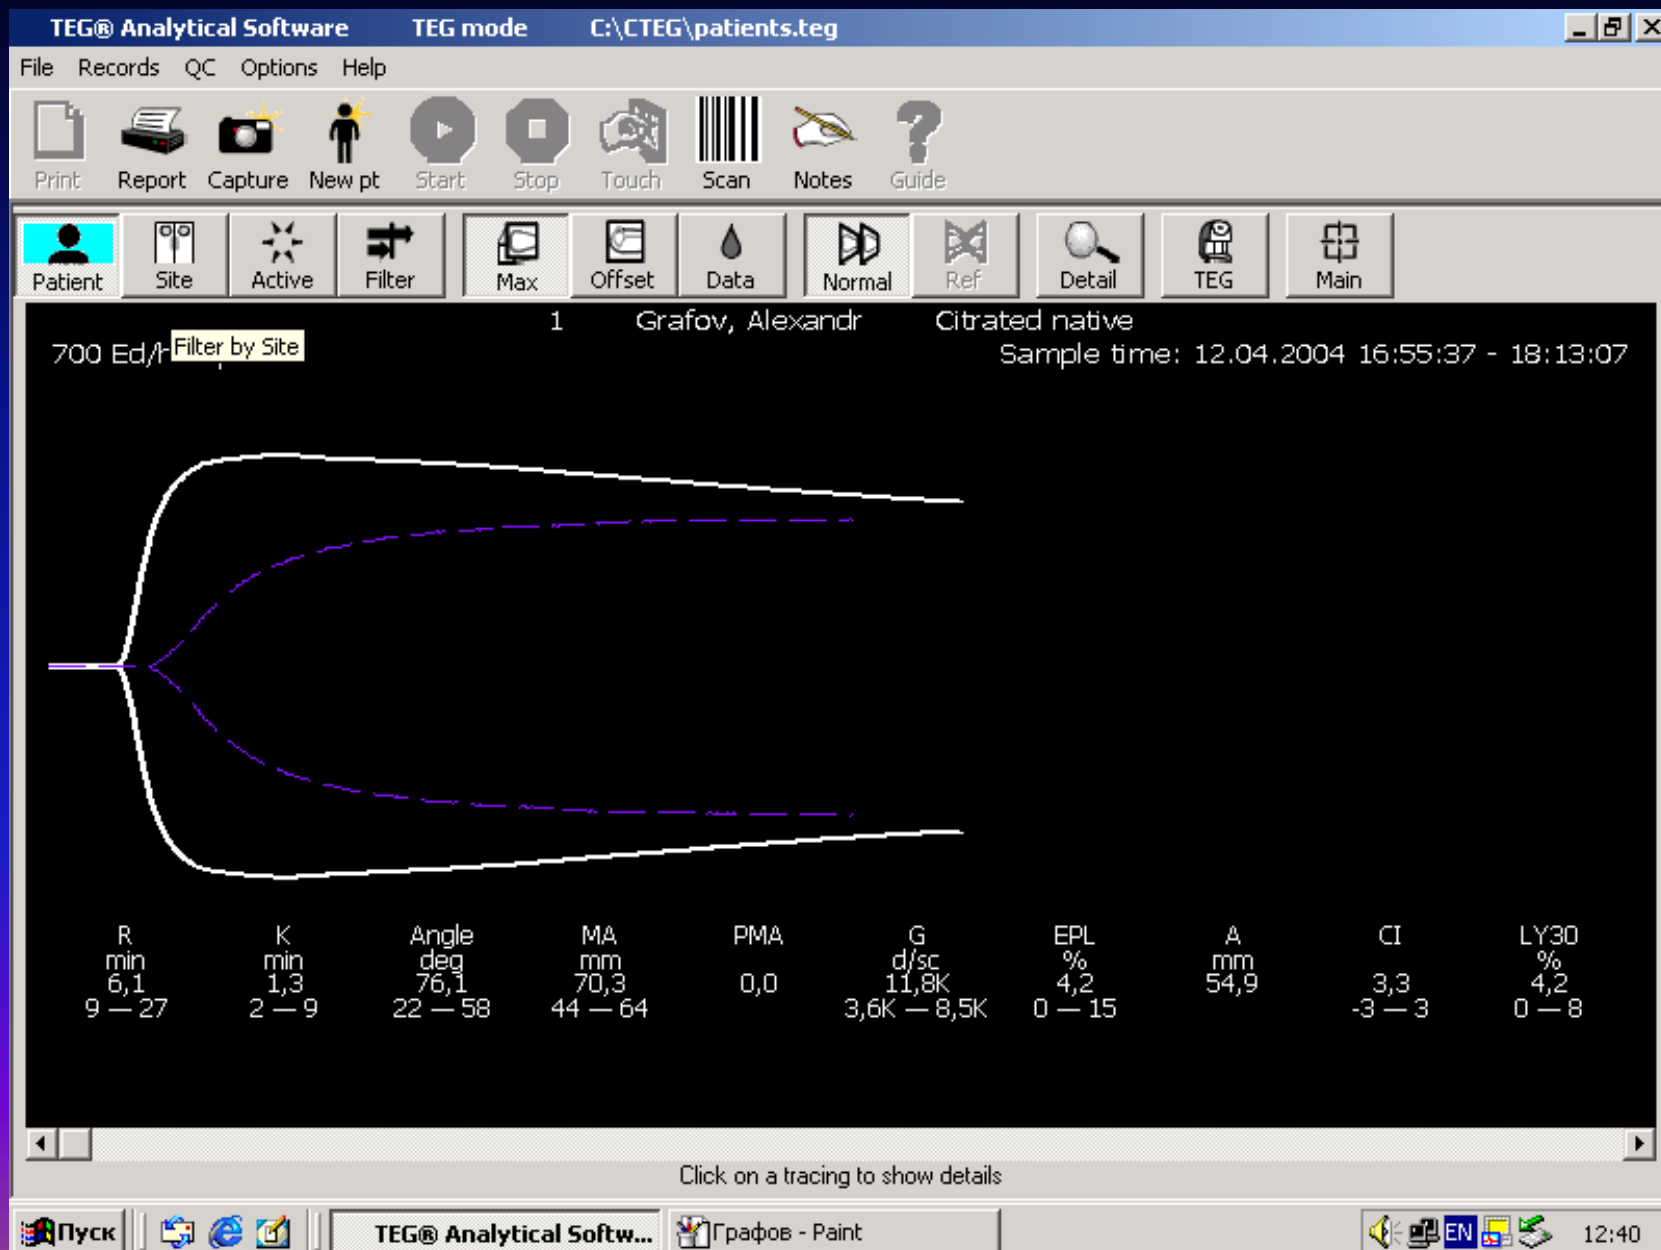 TEG® Analytical Software TEG mode C:\CTEG\patients.teg
File Records QC Options Help
Print Report Capture New pt Start Stop Touch Scan Notes Guide
Patient Site Active Filter Max Offset Data Normal Ref Detail TEG Main
1 Grafov, Alexandr Citrated native
700 Ed/h Filter by Site Sample time: 12.04.2004 16:55:37 - 18:13:07
R K Angle MA PMA G EPL A CI LY30
min min deg mm d/sc % mm %
6,1 1,3 76,1 70,3 0,0 11,8K 4,2 54,9 3,3 4,2
9 — 27 2 — 9 22 — 58 44 — 64 3,6K — 8,5K 0 — 15 -3 — 3 0 — 8
Click on a tracing to show details
Пуск TEG® Analytical Softw... Графов - Paint EN 12:40